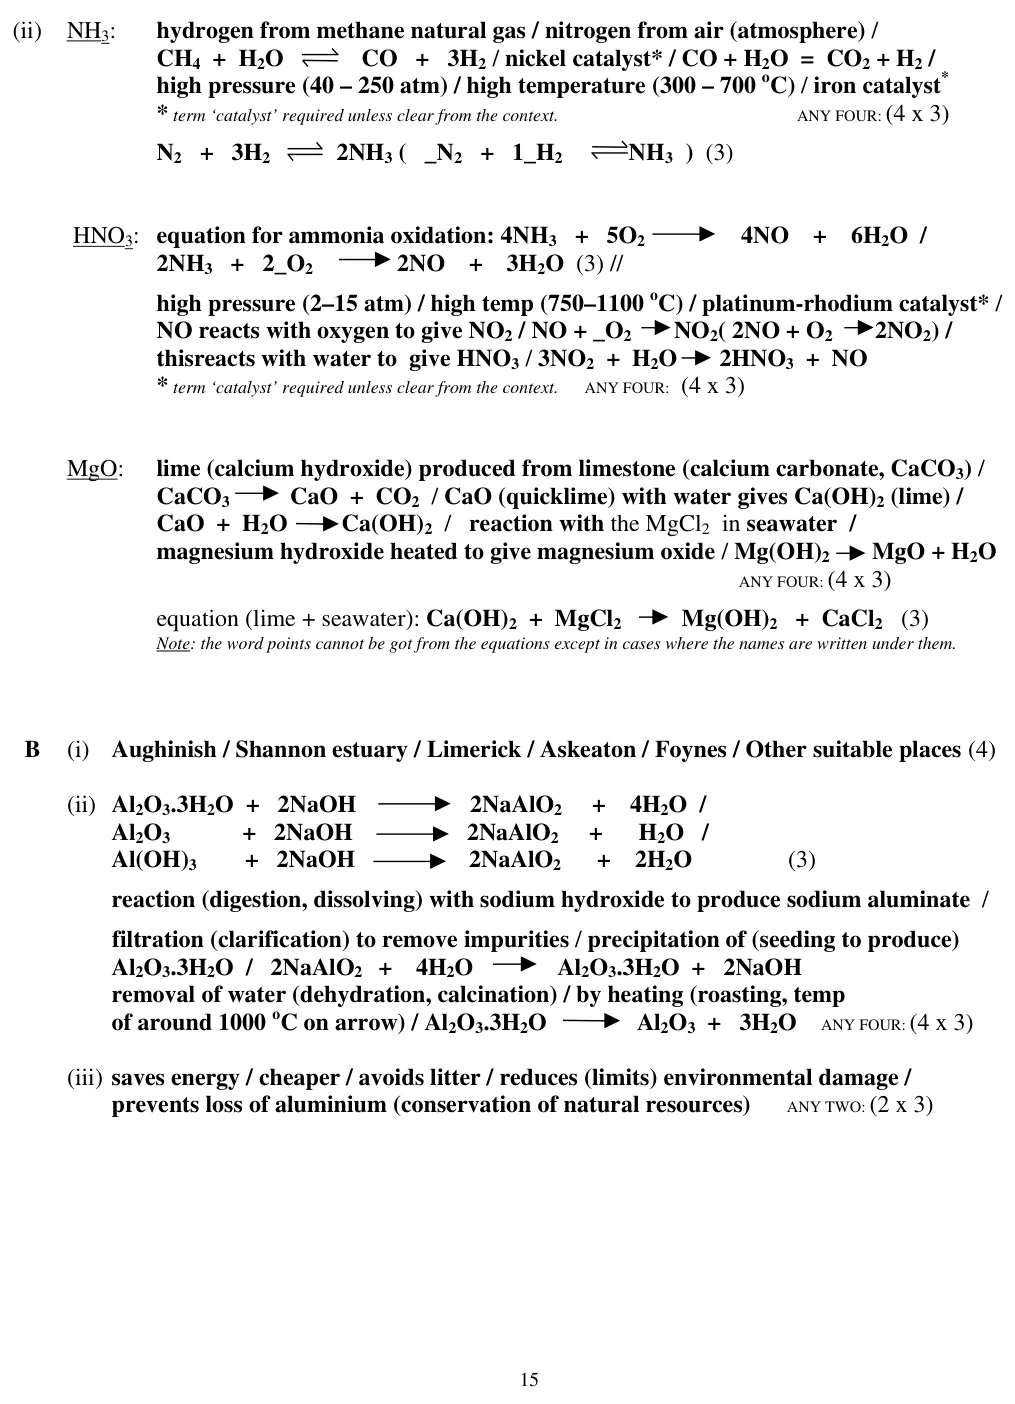 (ii) NH₃: hydrogen from methane natural gas / nitrogen from air (atmosphere) /
CH₄ + H₂O ⇌ CO + 3H₂ / nickel catalyst* / CO + H₂O = CO₂ + H₂ /
high pressure (40 – 250 atm) / high temperature (300 – 700 °C) / iron catalyst*
* term ‘catalyst’ required unless clear from the context. ANY FOUR: (4 x 3)
N₂ + 3H₂ ⇌ 2NH₃ ( _N₂ + 1_H₂ ⇌NH₃ ) (3)
HNO₃: equation for ammonia oxidation: 4NH₃ + 5O₂ → 4NO + 6H₂O /
2NH₃ + 2_O₂ → 2NO + 3H₂O (3) //
high pressure (2–15 atm) / high temp (750–1100 °C) / platinum-rhodium catalyst* /
NO reacts with oxygen to give NO₂ / NO + _O₂ → NO₂( 2NO + O₂ → 2NO₂) /
thisreacts with water to give HNO₃ / 3NO₂ + H₂O → 2HNO₃ + NO
* term ‘catalyst’ required unless clear from the context. ANY FOUR: (4 x 3)
MgO: lime (calcium hydroxide) produced from limestone (calcium carbonate, CaCO₃) /
CaCO₃ → CaO + CO₂ / CaO (quicklime) with water gives Ca(OH)₂ (lime) /
CaO + H₂O → Ca(OH)₂ / reaction with the MgCl₂ in seawater /
magnesium hydroxide heated to give magnesium oxide / Mg(OH)₂ → MgO + H₂O
ANY FOUR: (4 x 3)
equation (lime + seawater): Ca(OH)₂ + MgCl₂ → Mg(OH)₂ + CaCl₂ (3)
Note: the word points cannot be got from the equations except in cases where the names are written under them.
B (i) Aughinish / Shannon estuary / Limerick / Askeaton / Foynes / Other suitable places (4)
(ii) Al₂O₃.3H₂O + 2NaOH → 2NaAlO₂ + 4H₂O /
Al₂O₃ + 2NaOH → 2NaAlO₂ + H₂O /
Al(OH)₃ + 2NaOH → 2NaAlO₂ + 2H₂O (3)
reaction (digestion, dissolving) with sodium hydroxide to produce sodium aluminate /
filtration (clarification) to remove impurities / precipitation of (seeding to produce)
Al₂O₃.3H₂O / 2NaAlO₂ + 4H₂O → Al₂O₃.3H₂O + 2NaOH
removal of water (dehydration, calcination) / by heating (roasting, temp
of around 1000 °C on arrow) / Al₂O₃.3H₂O → Al₂O₃ + 3H₂O ANY FOUR: (4 x 3)
(iii) saves energy / cheaper / avoids litter / reduces (limits) environmental damage /
prevents loss of aluminium (conservation of natural resources) ANY TWO: (2 x 3)
15